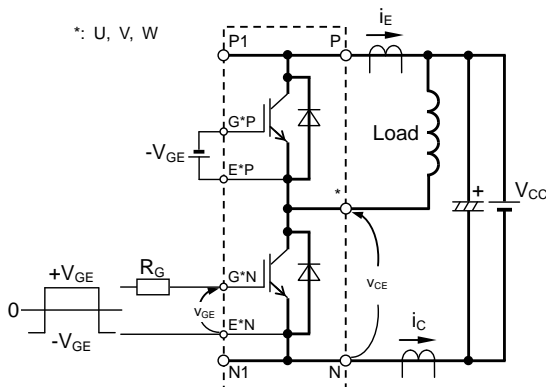 *: U, V, W
P1
P
iE
G*P
-VGE
E*P
Load
*
+
VCC
+VGE
0
-VGE
RG
G*N
vGE
E*N
vCE
iC
N1
N